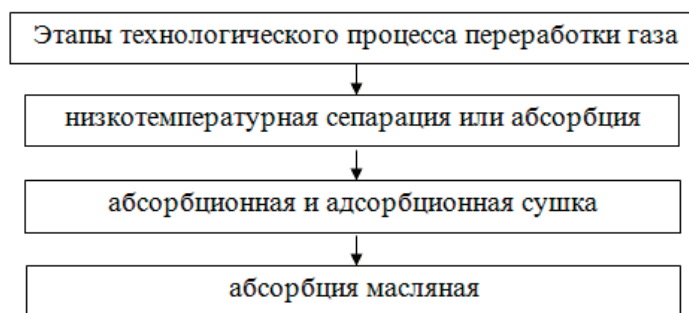 Этапы технологического процесса переработки газа
низкотемпературная сепарация или абсорбция
абсорбционная и адсорбционная сушка
абсорбция масляная